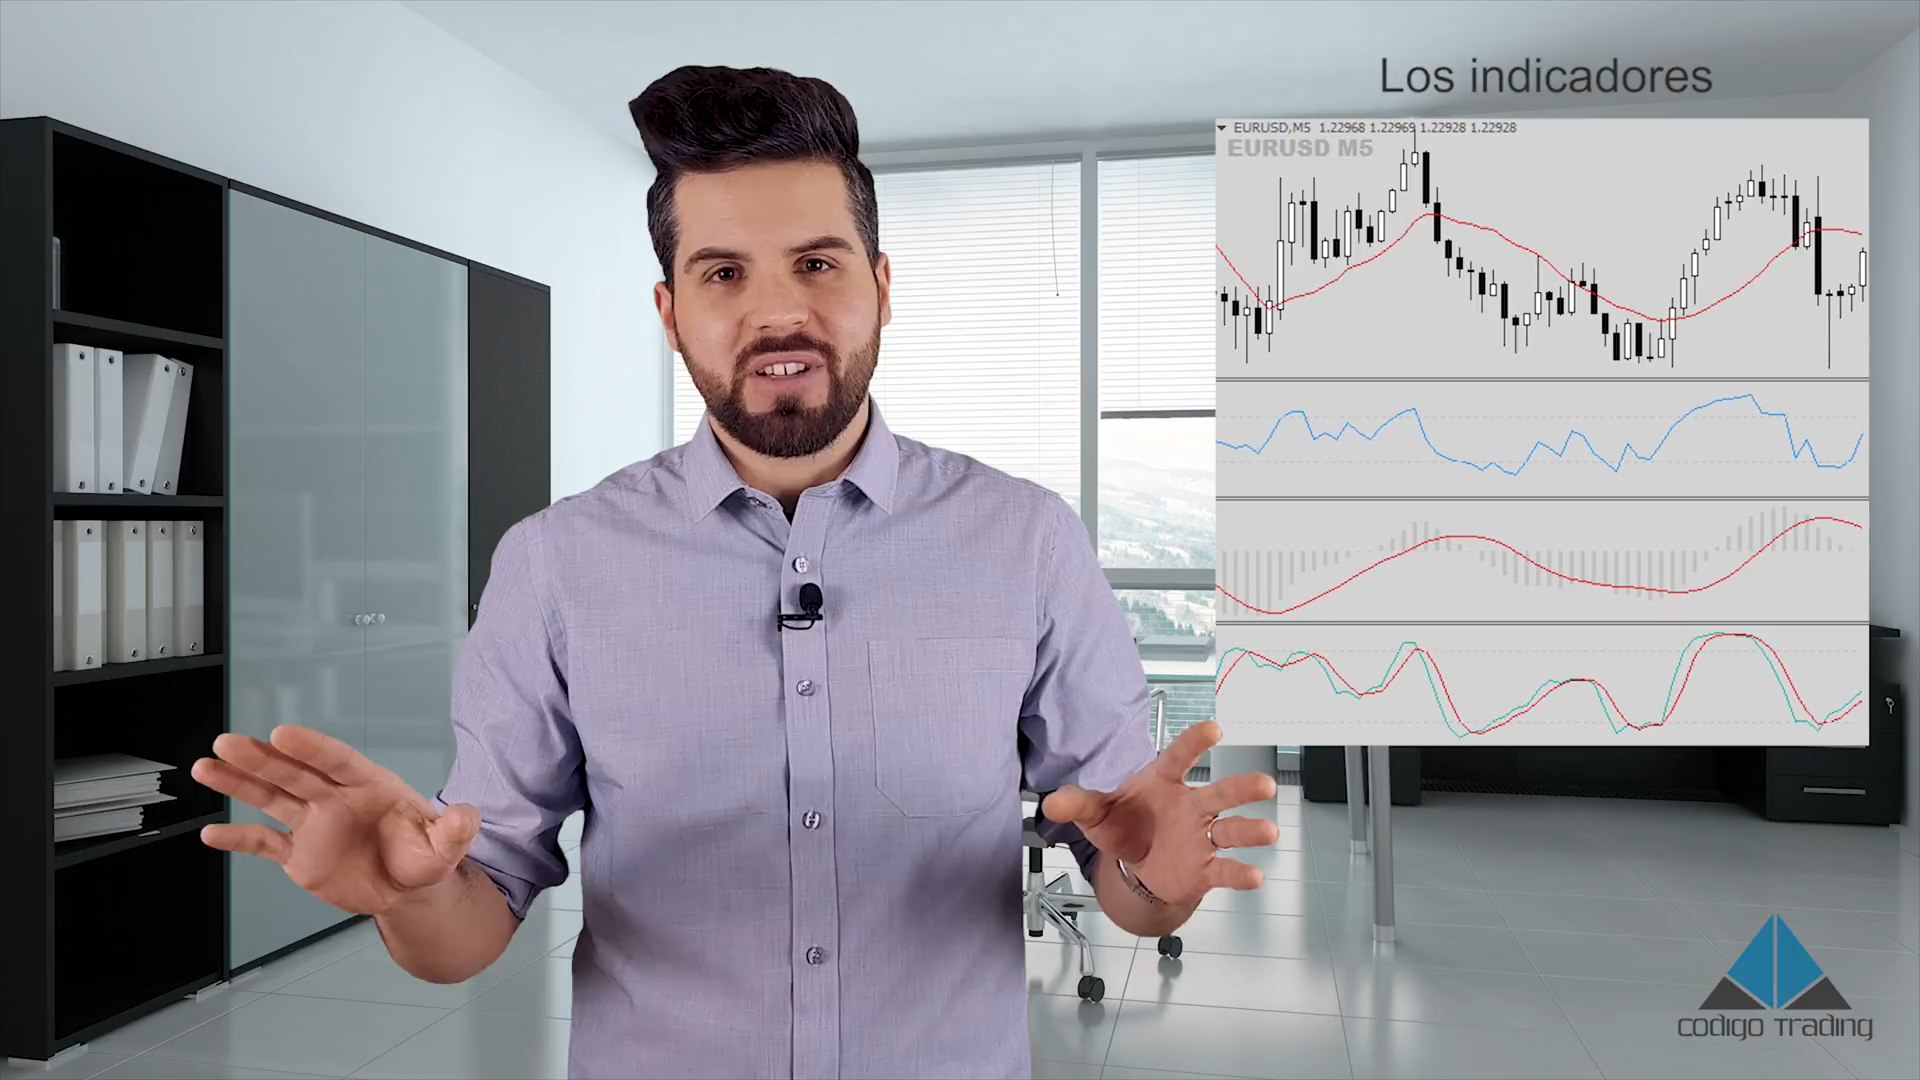 Los indicadores
EURUSD,M5 1.22968 1.22969 1.22928 1.22928
EURUSD M5
codigo Trading